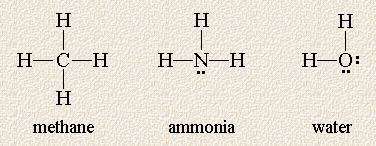 H H H
H—C—H H—N—H H—O:
H ..
methane ammonia water